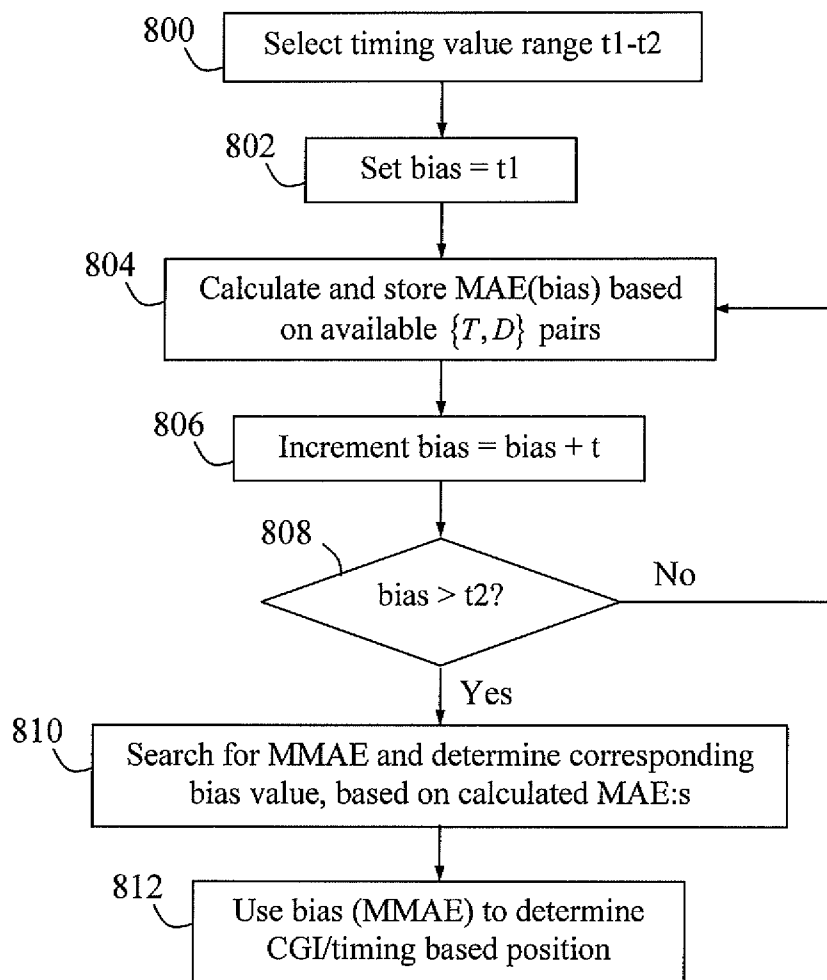 800
Select timing value range t1-t2
802
Set bias = t1
804
Calculate and store MAE(bias) based
on available {T,D} pairs
806
Increment bias = bias + t
808
bias > t2?
No
Yes
810
Search for MMAE and determine corresponding
bias value, based on calculated MAE:s
812
Use bias (MMAE) to determine
CGI/timing based position